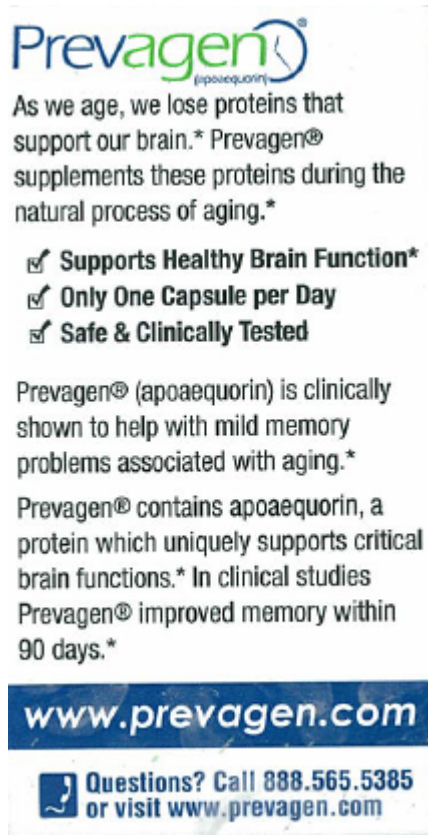 Prevagen®
(apoaequorin)
As we age, we lose proteins that
support our brain.* Prevagen®
supplements these proteins during the
natural process of aging.*
Supports Healthy Brain Function*
Only One Capsule per Day
Safe & Clinically Tested
Prevagen® (apoaequorin) is clinically
shown to help with mild memory
problems associated with aging.*
Prevagen® contains apoaequorin, a
protein which uniquely supports critical
brain functions.* In clinical studies
Prevagen® improved memory within
90 days.*
www.prevagen.com
Questions? Call 888.565.5385
or visit www.prevagen.com